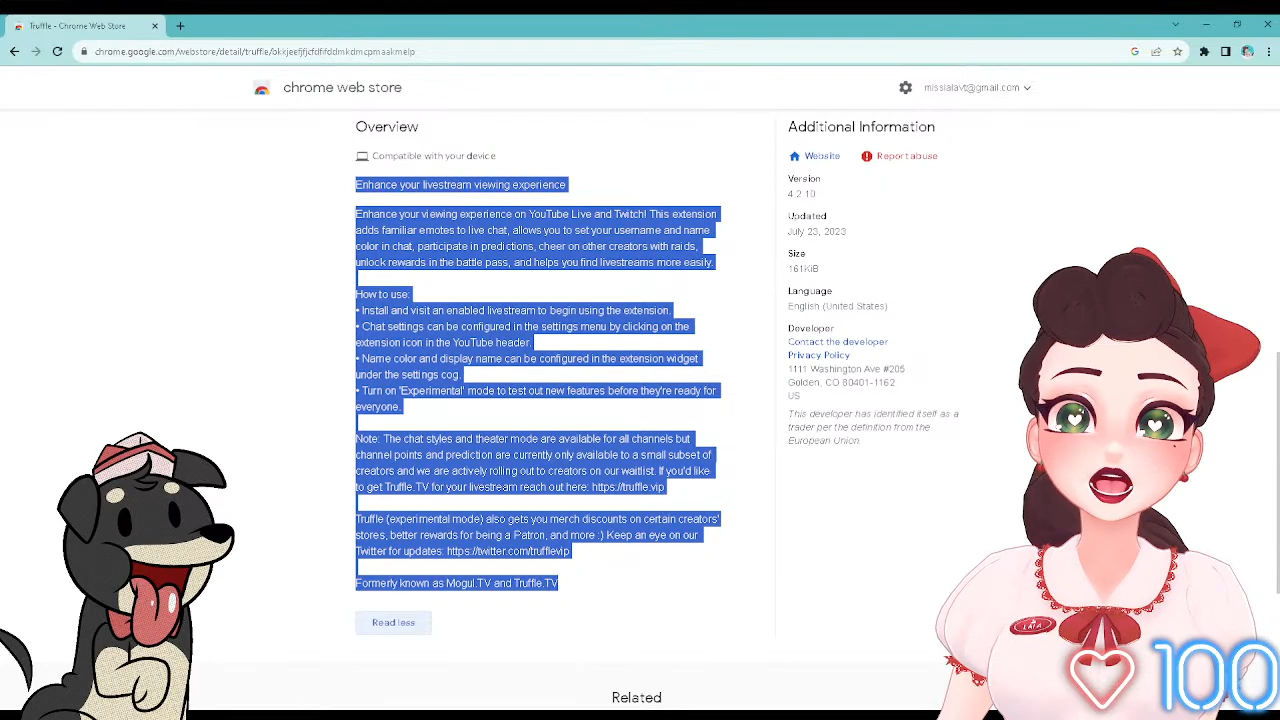 Truffle - Chrome Web Store
chrome.google.com/webstore/detail/truffle/bkkjeefjfjcfdfifddmkdmcpmaakmelp
chrome web store
misslalavt@gmail.com
Overview
Compatible with your device
Enhance your livestream viewing experience
Enhance your viewing experience on YouTube Live and Twitch! This extension
adds familiar emotes to live chat, allows you to set your username and name
color in chat, participate in predictions, cheer on other creators with raids,
unlock rewards in the battle pass, and helps you find livestreams more easily.
How to use:
• Install and visit an enabled livestream to begin using the extension.
• Chat settings can be configured in the settings menu by clicking on the
extension icon in the YouTube header.
• Name color and display name can be configured in the extension widget
under the settings cog.
• Turn on 'Experimental' mode to test out new features before they're ready for
everyone.
Note: The chat styles and theater mode are available for all channels but
channel points and prediction are currently only available to a small subset of
creators and we are actively rolling out to creators on our waitlist. If you'd like
to get Truffle.TV for your livestream reach out here: https://truffle.vip
Truffle (experimental mode) also gets you merch discounts on certain creators'
stores, better rewards for being a Patron, and more :) Keep an eye on our
Twitter for updates: https://twitter.com/trufflevip
Formerly known as Mogul.TV and Truffle.TV
Read less
Related
Additional Information
Website
Report abuse
Version
4.2.10
Updated
July 23, 2023
Size
161KiB
Language
English (United States)
Developer
Contact the developer
Privacy Policy
1111 Washington Ave #205
Golden, CO 80401-1162
US
This developer has identified itself as a
trader per the definition from the
European Union.
LALA
100